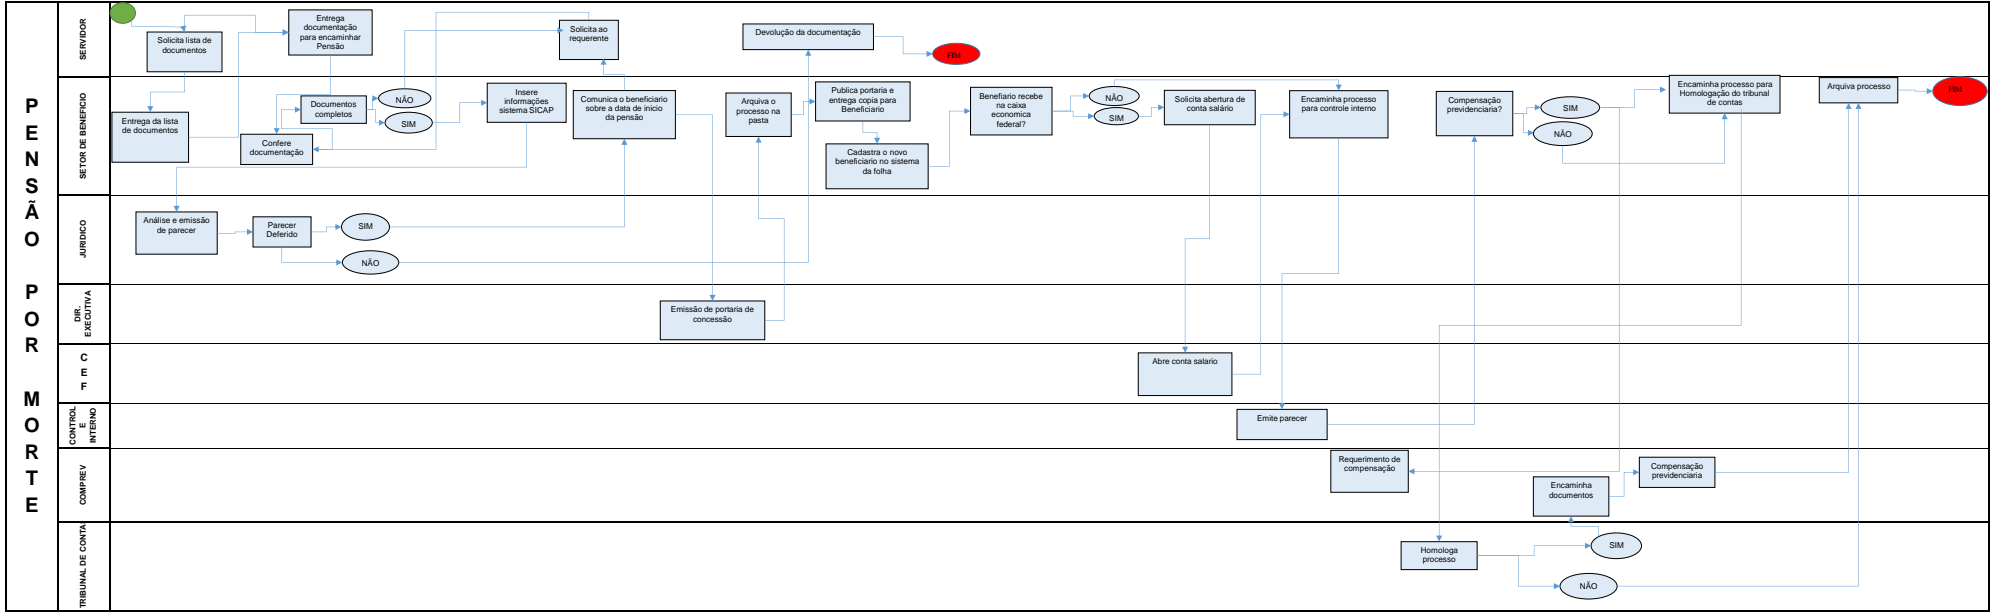 PENSÃO POR MORTE
SERVIDOR
Solicita lista de
documentos
Entrega
documentação
para encaminhar
Pensão
Solicita ao
requerente
Devolução da documentação
FIM
SETOR DE BENEFICIO
Entrega da lista
de documentos
Confere
documentação
Documentos
completos
NÃO
SIM
Insere
informações
sistema SICAP
Comunica o beneficiario
sobre a data de inicio
da pensão
Arquiva o
processo na
pasta
Publica portaria e
entrega copia para
Beneficiario
Cadastra o novo
beneficiario no sistema
da folha
Benefiario recebe
na caixa
economica
federal?
NÃO
SIM
Solicita abertura de
conta salário
Encaminha processo
para controle interno
Compensação
previdenciaria?
SIM
NÃO
Encaminha processo para
Homologação do tribunal
de contas
Arquiva processo
FIM
JURIDICO
Análise e emissão
de parecer
Parecer
Deferido
SIM
NÃO
DIR.
EXECUTIVA
Emissão de portaria de
concessão
C
E
F
Abre conta salario
CONTROL
E
INTERNO
Emite parecer
COMPREV
Requerimento de
compensação
Encaminha
documentos
Compensação
previdenciaria
TRIBUNAL DE CONTA
Homologa
processo
SIM
NÃO